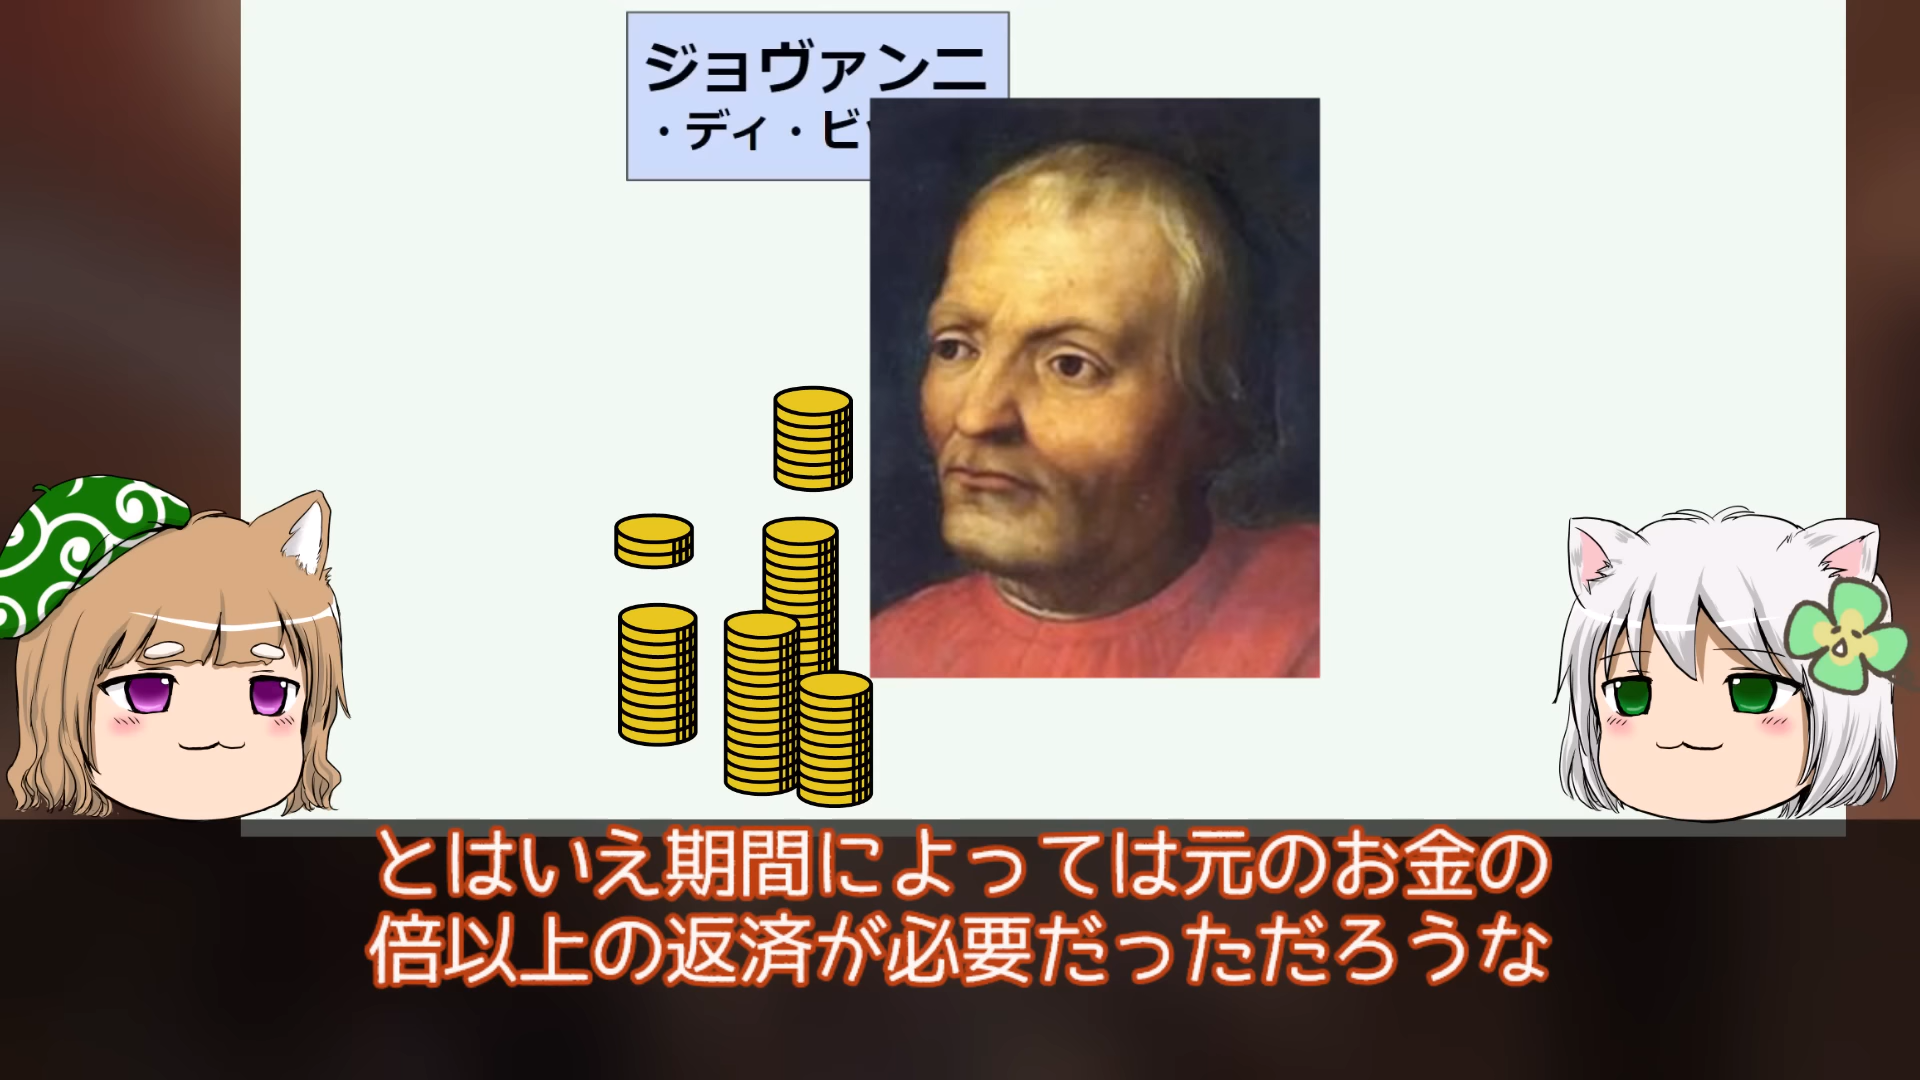 ジョヴァンニ
・ディ・ビ
とはいえ期間によっては元のお金の
倍以上の返済が必要だっただろうな